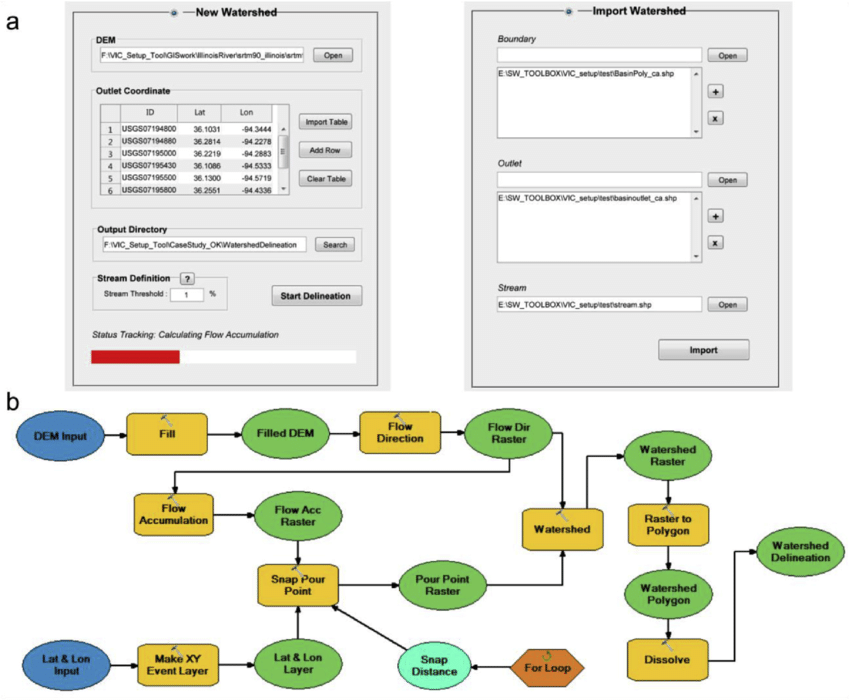 a
New Watershed
DEM
F:\VIC_Setup_Tool\GISwork\IllinoisRiver\srtm90_illinois\srtm
Open
Outlet Coordinate
ID Lat Lon
1 USGS07194800 36.1031 -94.3444
2 USGS07194880 36.2814 -94.2278
3 USGS07195000 36.2219 -94.2883
4 USGS07195430 36.1086 -94.5333
5 USGS07195500 36.1300 -94.5719
6 USGS07195800 36.2551 -94.4336
Import Table
Add Row
Clear Table
Output Directory
F:\VIC_Setup_Tool\CaseStudy_OK\WatershedDelineation
Search
Stream Definition ?
Stream Threshold : 1 %
Start Delineation
Status Tracking: Calculating Flow Accumulation
Import Watershed
Boundary
Open
E:\SW_TOOLBOX\VIC_setup\test\BasinPoly_ca.shp
+
x
Outlet
Open
E:\SW_TOOLBOX\VIC_setup\test\basinoutlet_ca.shp
+
x
Stream
E:\SW_TOOLBOX\VIC_setup\test\stream.shp
Open
Import
b
DEM Input
Fill
Filled DEM
Flow
Direction
Flow Dir
Raster
Watershed
Raster
Flow
Accumulation
Flow Acc
Raster
Watershed
Raster to
Polygon
Watershed
Delineation
Snap Pour
Point
Pour Point
Raster
Watershed
Polygon
Lat & Lon
Input
Make XY
Event Layer
Lat & Lon
Layer
Snap
Distance
For Loop
Dissolve